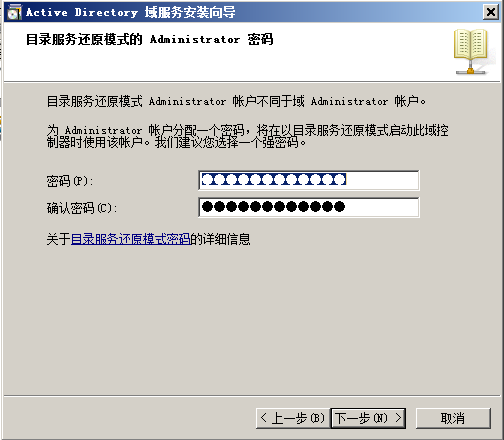 Active Directory 域服务安装向导
目录服务还原模式的 Administrator 密码
目录服务还原模式 Administrator 帐户不同于域 Administrator 帐户。
为 Administrator 帐户分配一个密码，将在以目录服务还原模式启动此域控
制器时使用该帐户。我们建议您选择一个强密码。
密码(P): ●●●●●●●●●●●●
确认密码(C): ●●●●●●●●●●●●
关于目录服务还原模式密码的详细信息
< 上一步(B) 下一步(N) > 取消